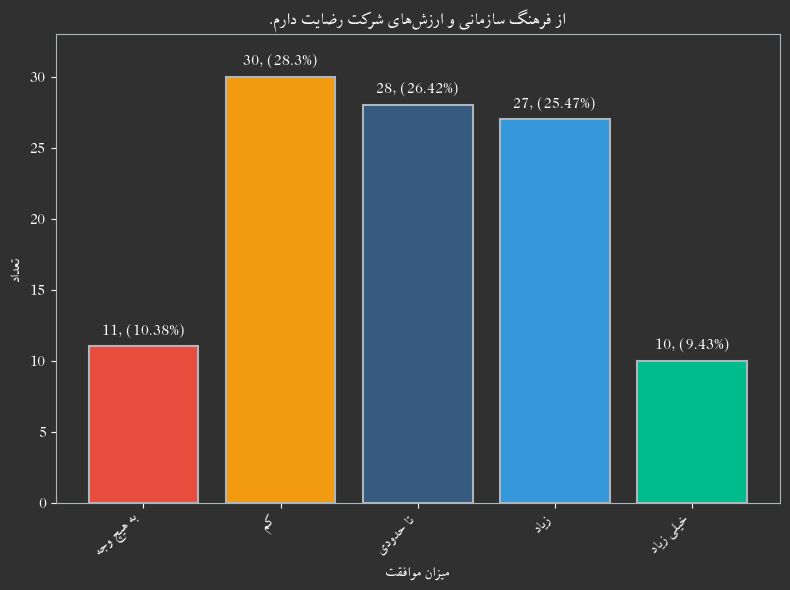 از فرهنگ سازمانی و ارزش‌های شرکت رضایت دارم.
30, (28.3%)
28, (26.42%)
27, (25.47%)
11, (10.38%)
10, (9.43%)
30
25
20
15
10
5
0
تعداد
به هیچ وجه
کم
تا حدودی
زیاد
خیلی زیاد
میزان موافقت